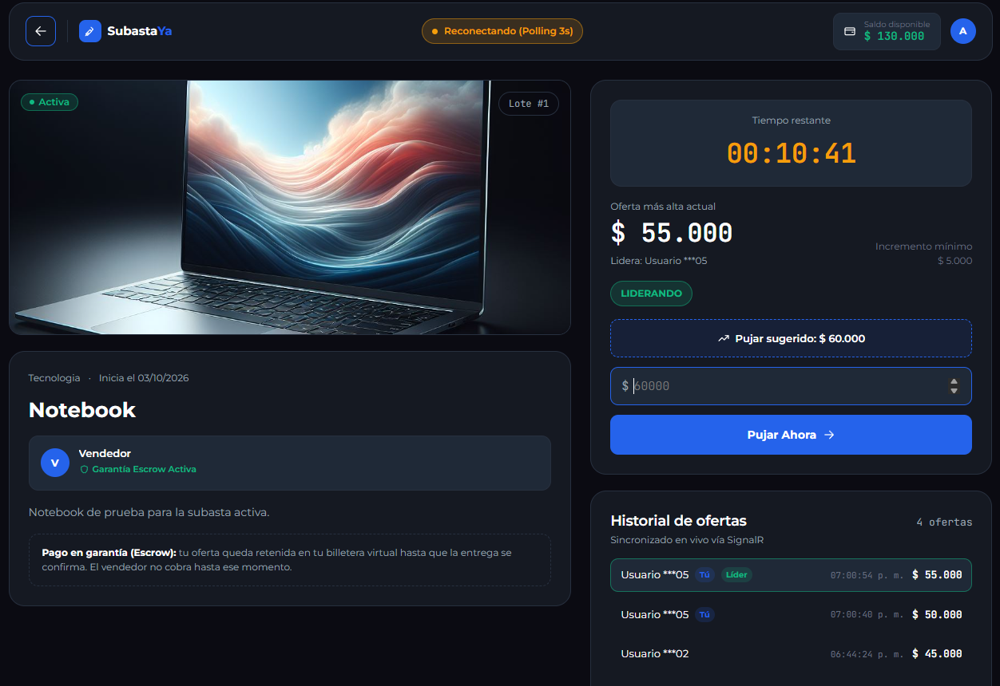 SubastaYa
Reconectando (Polling 3s)
Saldo disponible
$ 130.000
A
Activa
Lote #1
Tecnologia · Inicia el 03/10/2026
Notebook
V
Vendedor
Garantía Escrow Activa
Notebook de prueba para la subasta activa.
Pago en garantía (Escrow): tu oferta queda retenida en tu billetera virtual hasta que la entrega se
confirma. El vendedor no cobra hasta ese momento.
Tiempo restante
00:10:41
Oferta más alta actual
$ 55.000
Lidera: Usuario ***05
Incremento mínimo
$ 5.000
LIDERANDO
Pujar sugerido: $ 60.000
$ 60000
Pujar Ahora
Historial de ofertas
4 ofertas
Sincronizado en vivo vía SignalR
Usuario ***05 Tú Líder 07:00:54 p. m. $ 55.000
Usuario ***05 Tú 07:00:40 p. m. $ 50.000
Usuario ***02 06:44:24 p. m. $ 45.000